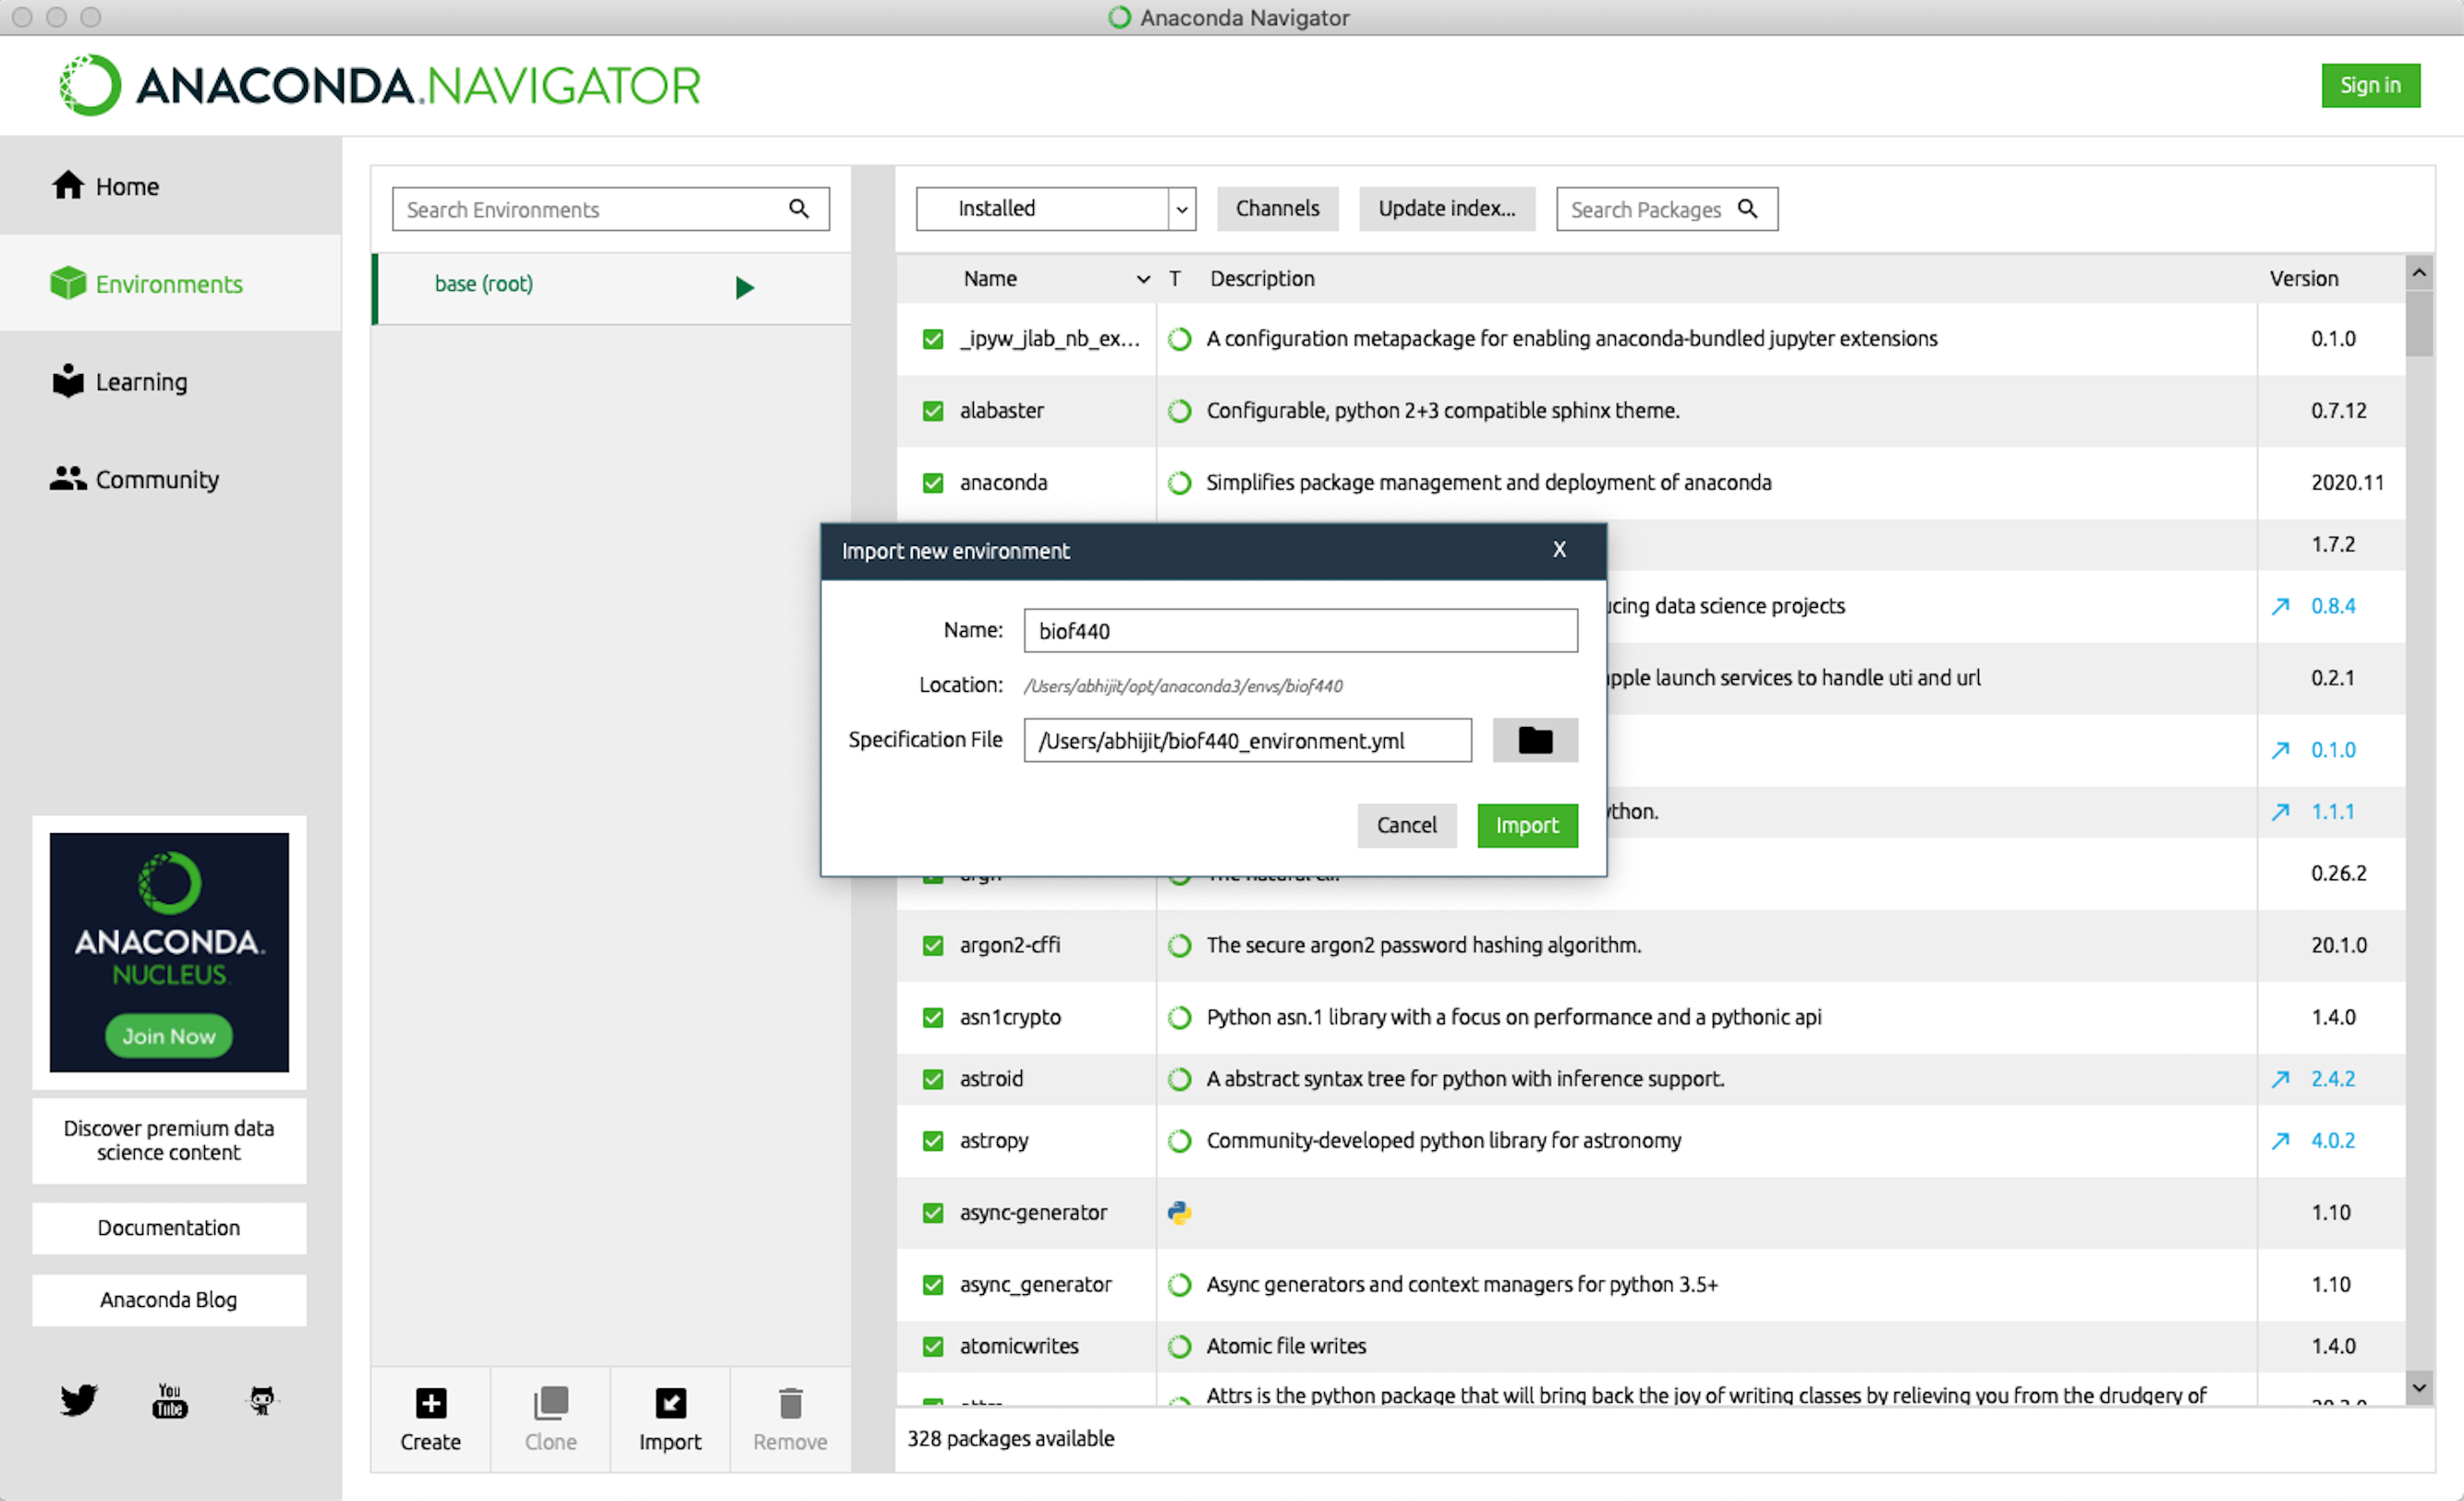 Anaconda Navigator
ANACONDA.NAVIGATOR
Sign in
Home
Environments
Learning
Community
ANACONDA.
NUCLEUS
Join Now
Discover premium data
science content
Documentation
Anaconda Blog
You
Tube
Search Environments
base (root)
Create
Clone
Import
Remove
Installed
Channels
Update index...
Search Packages
Name T Description Version
_ipyw_jlab_nb_ex... A configuration metapackage for enabling anaconda-bundled jupyter extensions 0.1.0
alabaster Configurable, python 2+3 compatible sphinx theme. 0.7.12
anaconda Simplifies package management and deployment of anaconda 2020.11
1.7.2
data science projects 0.8.4
launch services to handle uti and url 0.2.1
0.1.0
1.1.1
0.26.2
argon2-cffi The secure argon2 password hashing algorithm. 20.1.0
asn1crypto Python asn.1 library with a focus on performance and a pythonic api 1.4.0
astroid A abstract syntax tree for python with inference support. 2.4.2
astropy Community-developed python library for astronomy 4.0.2
async-generator 1.10
async_generator Async generators and context managers for python 3.5+ 1.10
atomicwrites Atomic file writes 1.4.0
Attrs is the python package that will bring back the joy of writing classes by relieving you from the drudgery of
328 packages available
Import new environment X
Name: biof440
Location: /Users/abhijit/opt/anaconda3/envs/biof440
Specification File /Users/abhijit/biof440_environment.yml
Cancel
Import